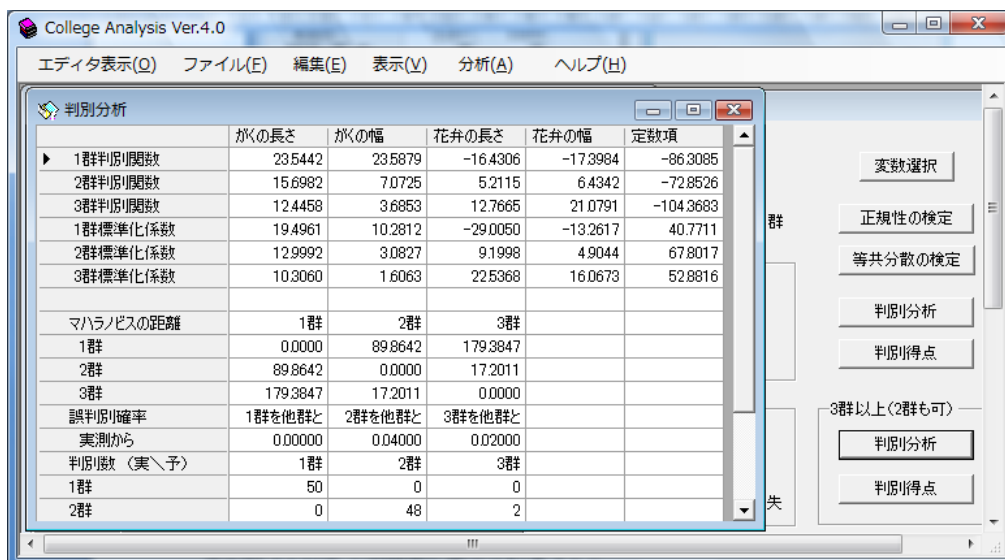 College Analysis Ver.4.0
エディタ表示(O) ファイル(F) 編集(E) 表示(V) 分析(A) ヘルプ(H)
判別分析
がくの長さ がくの幅 花弁の長さ 花弁の幅 定数項
1群判別関数 23.5442 23.5879 -16.4306 -17.3984 -86.3085
2群判別関数 15.6982 7.0725 5.2115 6.4342 -72.8526
3群判別関数 12.4458 3.6853 12.7665 21.0791 -104.3683
1群標準化係数 19.4961 10.2812 -29.0050 -13.2617 40.7711
2群標準化係数 12.9992 3.0827 9.1998 4.9044 67.8017
3群標準化係数 10.3060 1.6063 22.5368 16.0673 52.8816
マハラノビスの距離 1群 2群 3群
1群 0.0000 89.8642 179.3847
2群 89.8642 0.0000 17.2011
3群 179.3847 17.2011 0.0000
誤判別確率 1群を他群と 2群を他群と 3群を他群と
実測から 0.00000 0.04000 0.02000
判別数 (実\予) 1群 2群 3群
1群 50 0 0
2群 0 48 2
群
失
変数選択
正規性の検定
等共分散の検定
判別分析
判別得点
3群以上(2群も可)
判別分析
判別得点